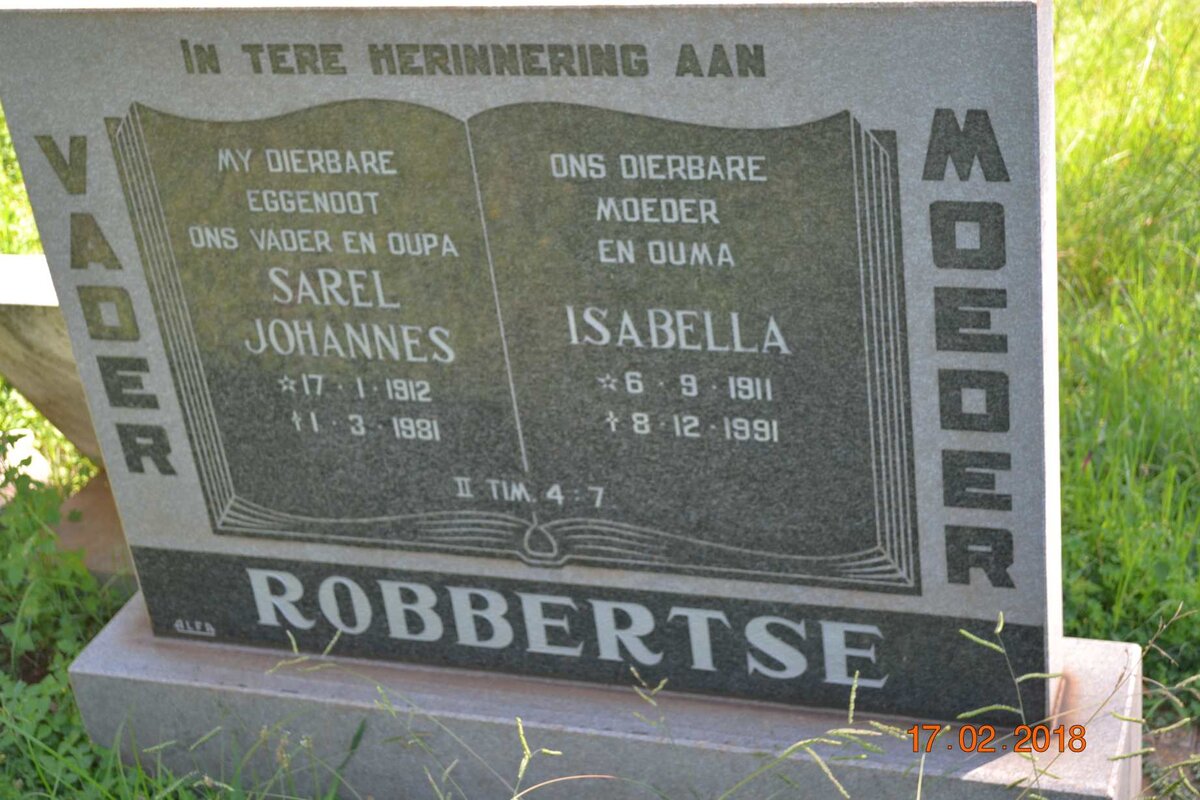 IN TERE HERINNERING AAN
VADER
MY DIERBARE
EGGENOOT
ONS VADER EN OUPA
SAREL
JOHANNES
☆17·1·1912
†1·3·1981
ONS DIERBARE
MOEDER
EN OUMA
ISABELLA
☆6·9·1911
†8·12·1991
MOEDER
II TIM. 4:7
ROBBERTSE
ALFA
17.02.2018